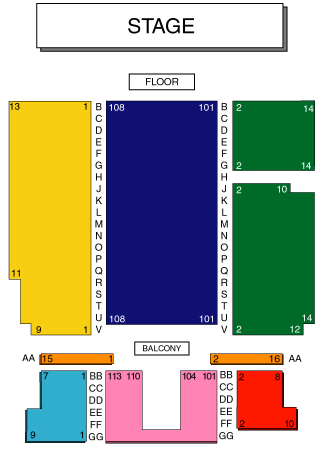 STAGE
FLOOR
13 1 B 108 101 B 2 14
C C
D D
E E
F F
G 2 14 G
H H
J J 2 10
K K
L L
M M
N N
O O
P P
11 Q Q
R R
S S
T T
U 108 101 U 14
9 1 V V 2 12
BALCONY
AA 15 1 2 16 AA
7 1 BB 113 110 104 101 BB 2 8
CC CC
DD DD
EE EE
FF FF 2 10
9 1 GG GG